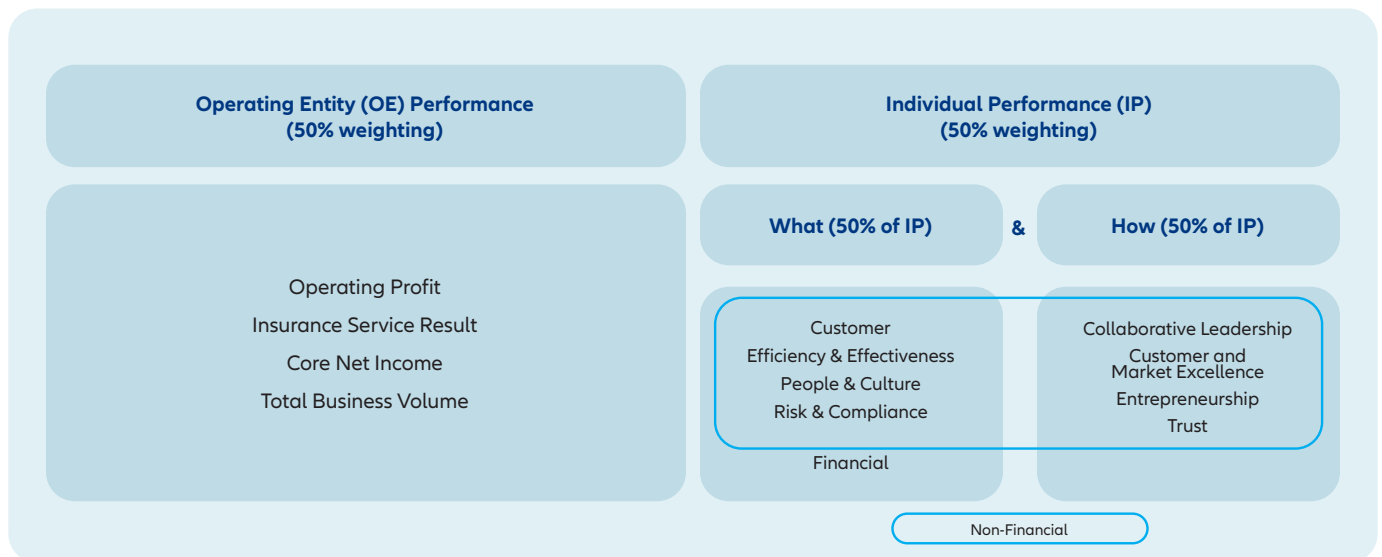 Operating Entity (OE) Performance
(50% weighting)
Individual Performance (IP)
(50% weighting)
Operating Profit
Insurance Service Result
Core Net Income
Total Business Volume
What (50% of IP)
&
How (50% of IP)
Customer
Efficiency & Effectiveness
People & Culture
Risk & Compliance
Financial
Collaborative Leadership
Customer and
Market Excellence
Entrepreneurship
Trust
Non-Financial